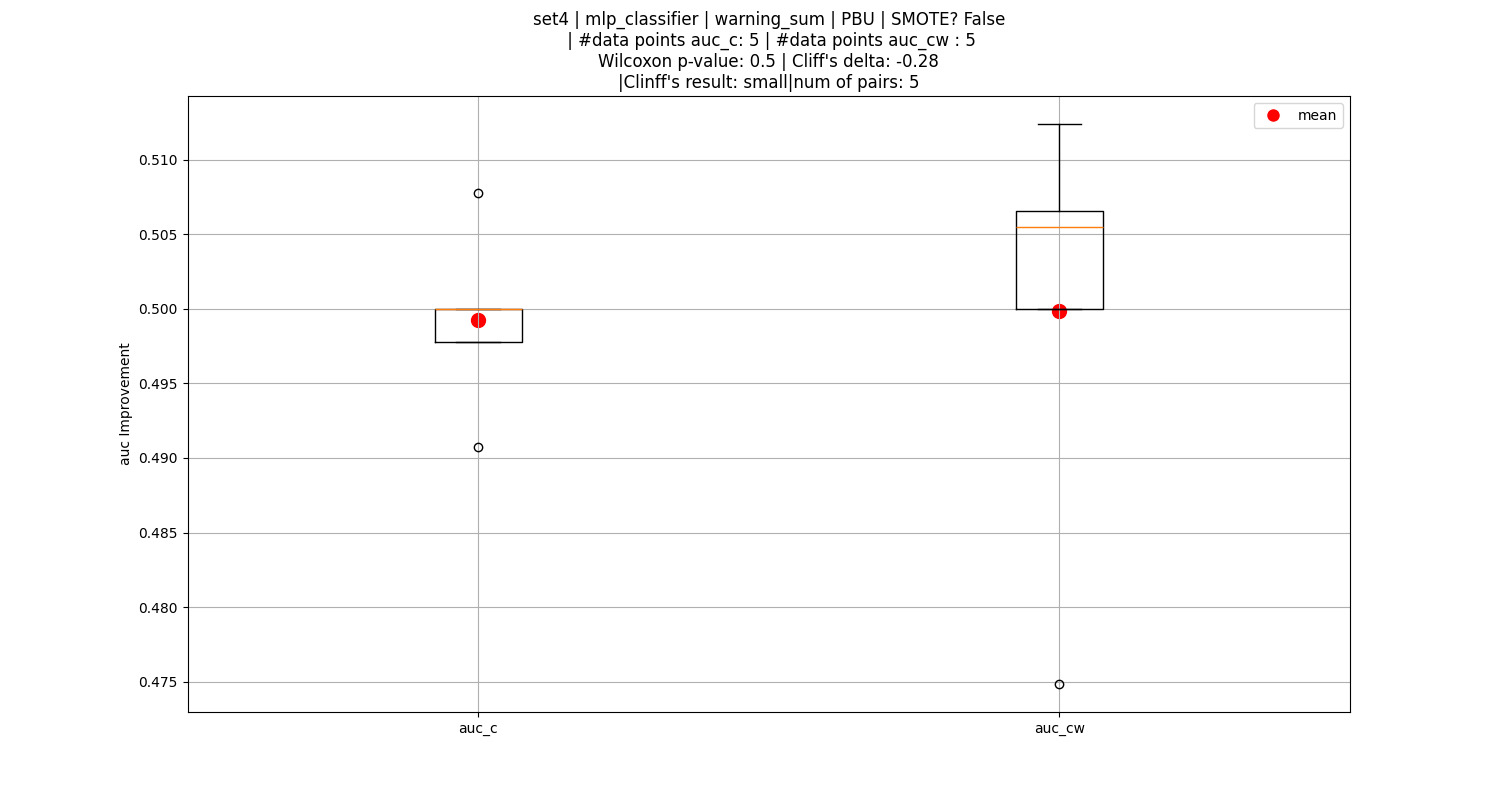 set4 | mlp_classifier | warning_sum | PBU | SMOTE? False
| #data points auc_c: 5 | #data points auc_cw : 5
Wilcoxon p-value: 0.5 | Cliff's delta: -0.28
|Clinff's result: small|num of pairs: 5
mean
0.510
0.505
0.500
0.495
0.490
0.485
0.480
0.475
auc Improvement
auc_c
auc_cw